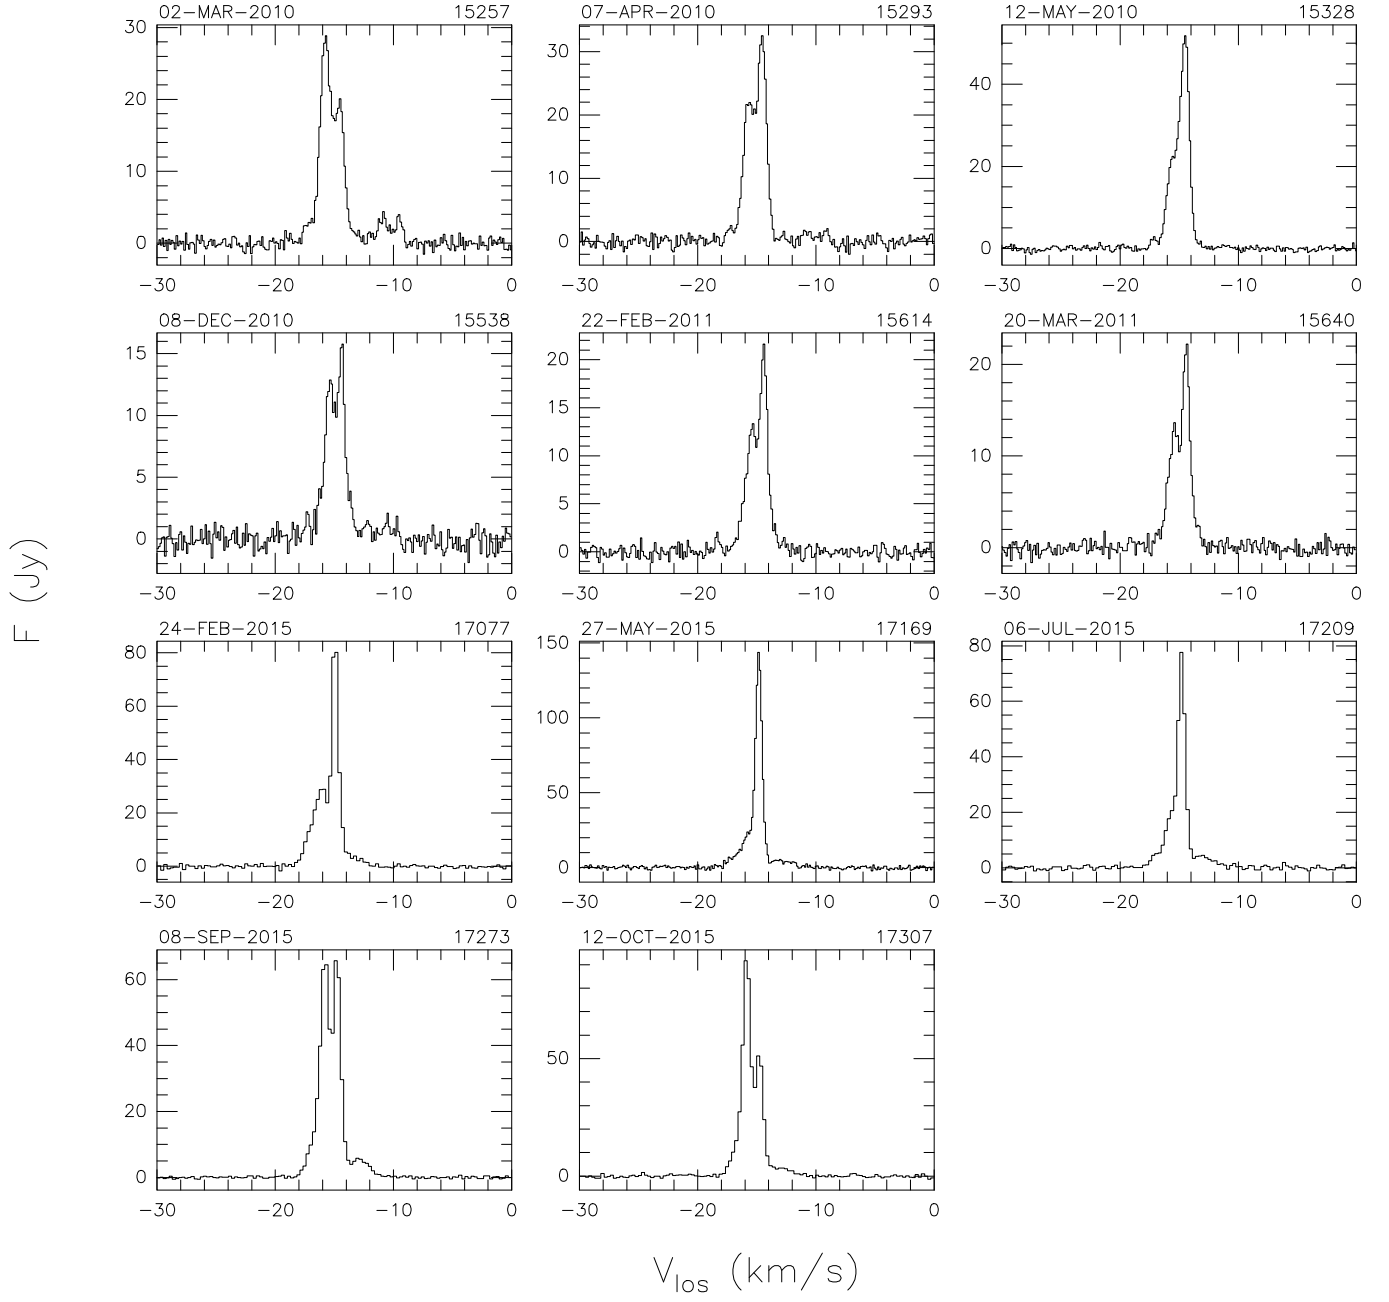 02-MAR-2010 15257 07-APR-2010 15293 12-MAY-2010 15328
30 20 10 0
30 20 10 0
40 20 0
-30 -20 -10 0 -30 -20 -10 0 -30 -20 -10 0
08-DEC-2010 15538 22-FEB-2011 15614 20-MAR-2011 15640
15 10 5 0
20 15 10 5 0
20 10 0
-30 -20 -10 0 -30 -20 -10 0 -30 -20 -10 0
F (Jy)
24-FEB-2015 17077 27-MAY-2015 17169 06-JUL-2015 17209
80 60 40 20 0
150 100 50 0
80 60 40 20 0
-30 -20 -10 0 -30 -20 -10 0 -30 -20 -10 0
08-SEP-2015 17273 12-OCT-2015 17307
60 40 20 0
50 0
-30 -20 -10 0 -30 -20 -10 0
Vlos (km/s)